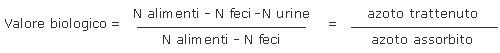 N alimenti – N feci –N urine azoto trattenuto
Valore biologico = =
N alimenti – N feci azoto assorbito